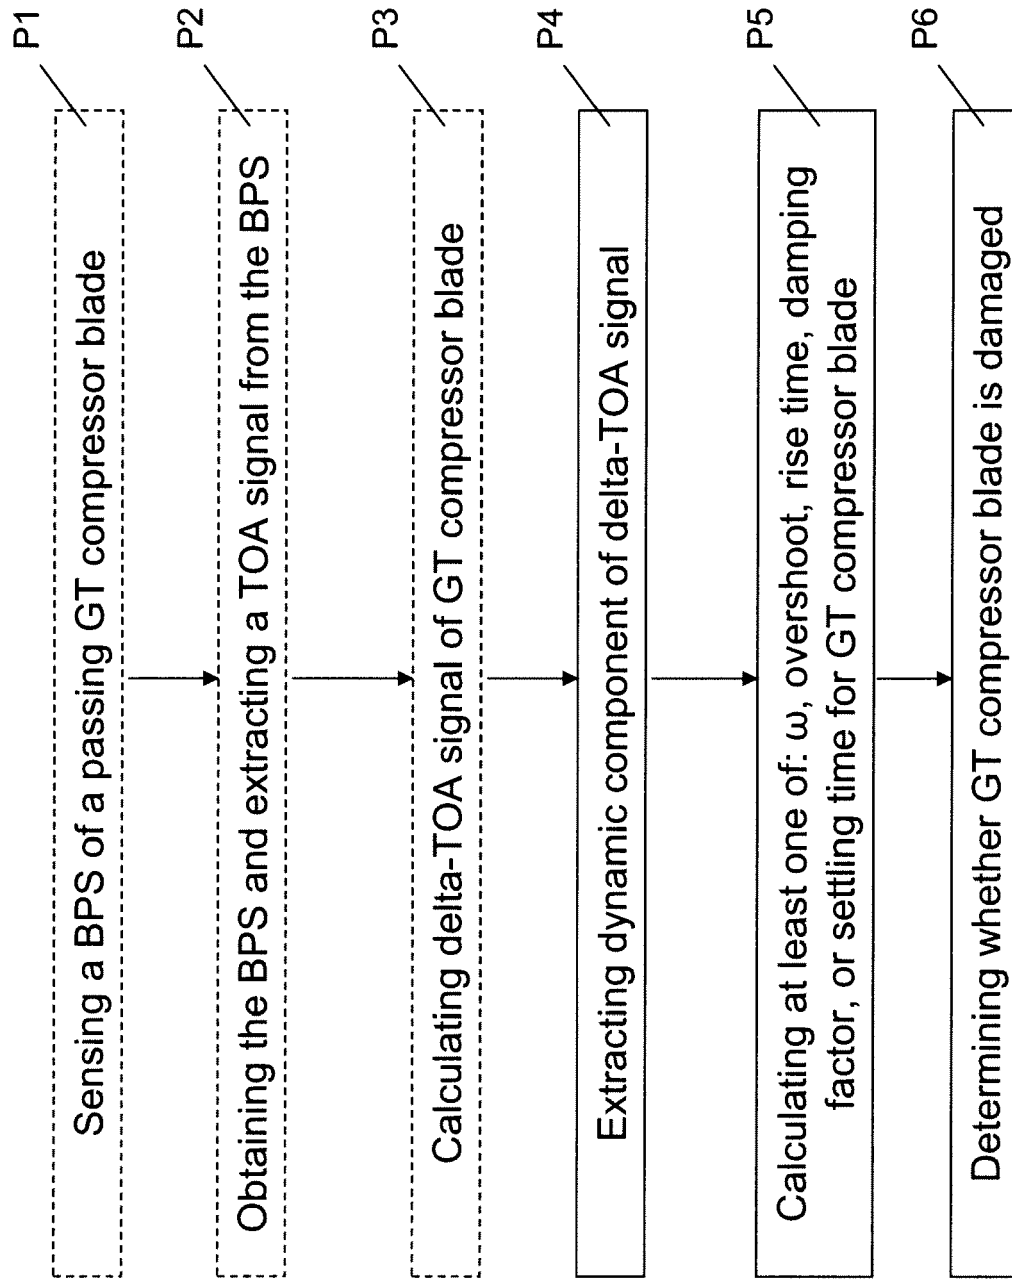 P1
Sensing a BPS of a passing GT compressor blade
P2
Obtaining the BPS and extracting a TOA signal from the BPS
P3
Calculating delta-TOA signal of GT compressor blade
P4
Extracting dynamic component of delta-TOA signal
P5
Calculating at least one of: ω, overshoot, rise time, damping
factor, or settling time for GT compressor blade
P6
Determining whether GT compressor blade is damaged